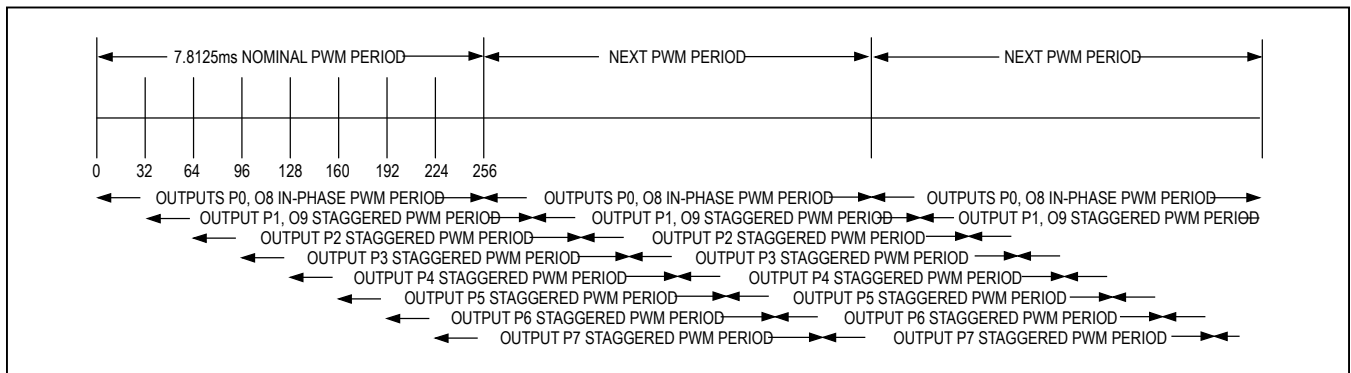 7.8125ms NOMINAL PWM PERIOD NEXT PWM PERIOD NEXT PWM PERIOD
0 32 64 96 128 160 192 224 256
OUTPUTS P0, O8 IN-PHASE PWM PERIOD OUTPUTS P0, O8 IN-PHASE PWM PERIOD OUTPUTS P0, O8 IN-PHASE PWM PERIOD
OUTPUT P1, O9 STAGGERED PWM PERIOD OUTPUT P1, O9 STAGGERED PWM PERIOD OUTPUT P1, O9 STAGGERED PWM PERIOD
OUTPUT P2 STAGGERED PWM PERIOD OUTPUT P2 STAGGERED PWM PERIOD
OUTPUT P3 STAGGERED PWM PERIOD OUTPUT P3 STAGGERED PWM PERIOD
OUTPUT P4 STAGGERED PWM PERIOD OUTPUT P4 STAGGERED PWM PERIOD
OUTPUT P5 STAGGERED PWM PERIOD OUTPUT P5 STAGGERED PWM PERIOD
OUTPUT P6 STAGGERED PWM PERIOD OUTPUT P6 STAGGERED PWM PERIOD
OUTPUT P7 STAGGERED PWM PERIOD OUTPUT P7 STAGGERED PWM PERIOD